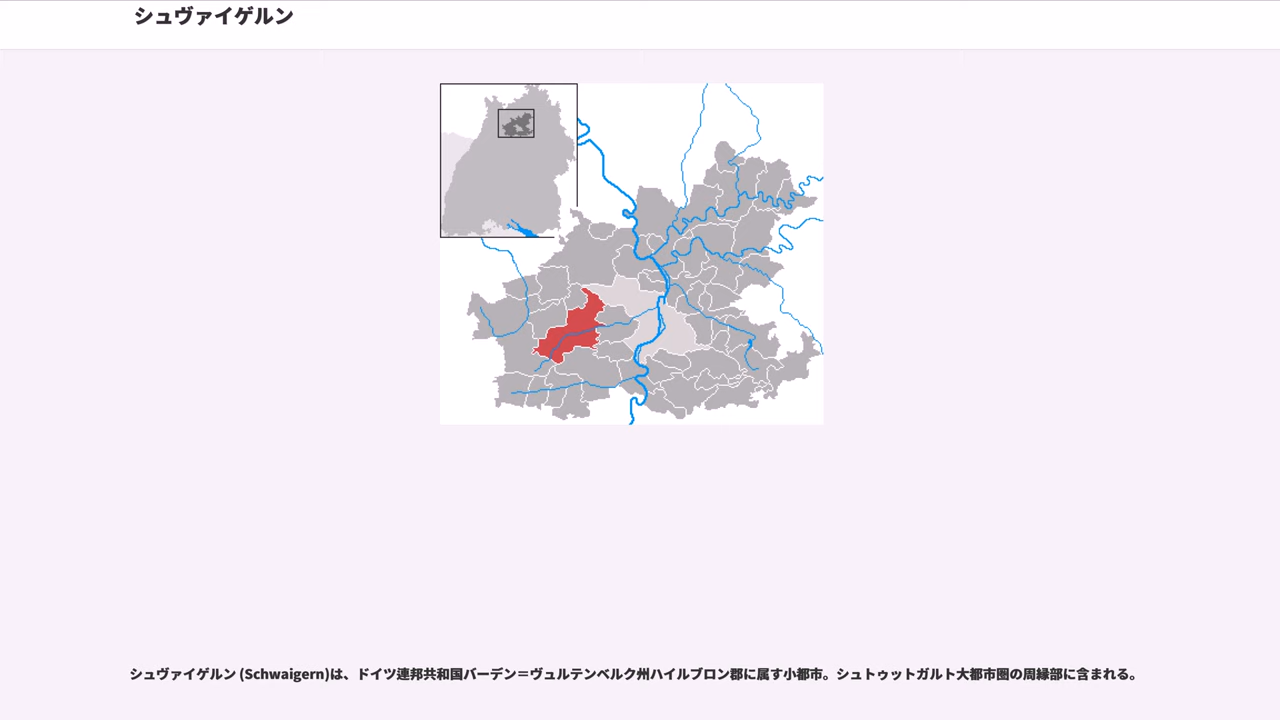 シュヴァイゲルン
シュヴァイゲルン (Schwaigern)は、ドイツ連邦共和国バーデン＝ヴュルテンベルク州ハイルブロン郡に属す小都市。シュトゥットガルト大都市圏の周縁部に含まれる。